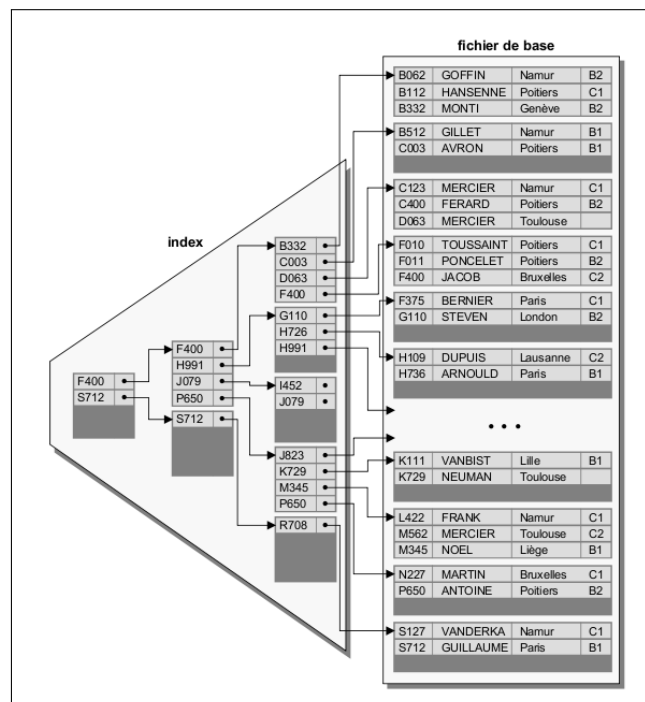 fichier de base
B062 GOFFIN Namur B2
B112 HANSENNE Poitiers C1
B332 MONTI Genève B2
B512 GILLET Namur B1
C003 AVRON Poitiers B1
C123 MERCIER Namur C1
C400 FERARD Poitiers B2
D063 MERCIER Toulouse
F010 TOUSSAINT Poitiers C1
F011 PONCELET Poitiers B2
F400 JACOB Bruxelles C2
F375 BERNIER Paris C1
G110 STEVEN London B2
H109 DUPUIS Lausanne C2
H736 ARNOULD Paris B1
• • •
K111 VANBIST Lille B1
K729 NEUMAN Toulouse
L422 FRANK Namur C1
M562 MERCIER Toulouse C2
M345 NOEL Liège B1
N227 MARTIN Bruxelles C1
P650 ANTOINE Poitiers B2
S127 VANDERKA Namur C1
S712 GUILLAUME Paris B1
index
F400
S712
F400
H991
J079
P650
S712
B332
C003
D063
F400
G110
H726
H991
I452
J079
J823
K729
M345
P650
R708